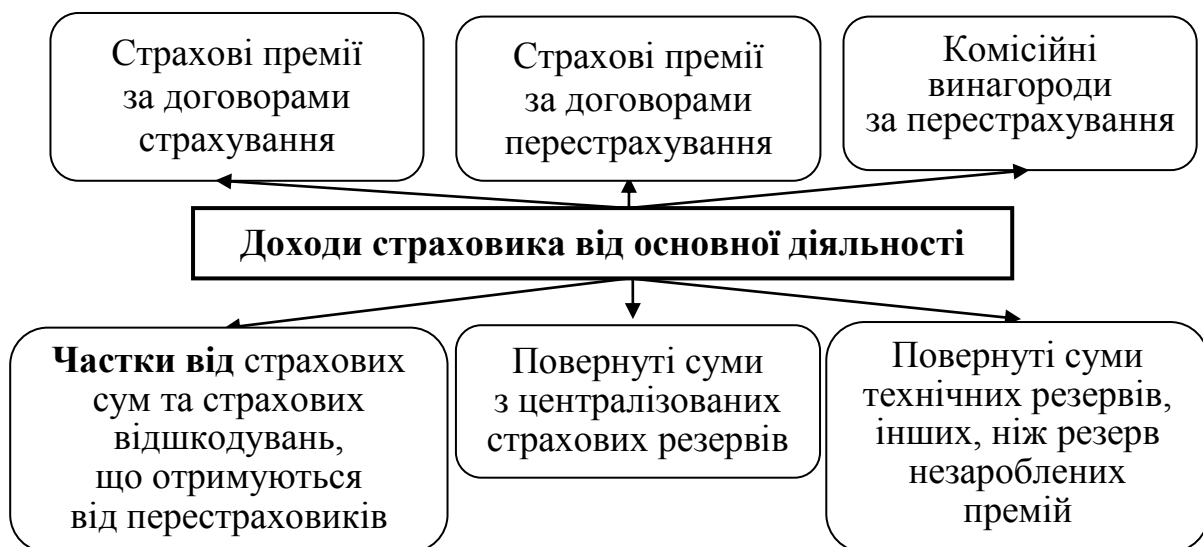 Страхові премії
за договорами
страхування
Страхові премії
за договорами
перестрахування
Комісійні
винагороди
за перестрахування
Доходи страховика від основної діяльності
Частки від страхових
сум та страхових
відшкодувань,
що отримуються
від перестраховиків
Повернуті суми
з централізованих
страхових резервів
Повернуті суми
технічних резервів,
інших, ніж резерв
незароблених
премій